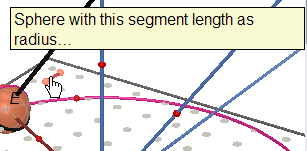 Sphere with this segment length as
radius...
E